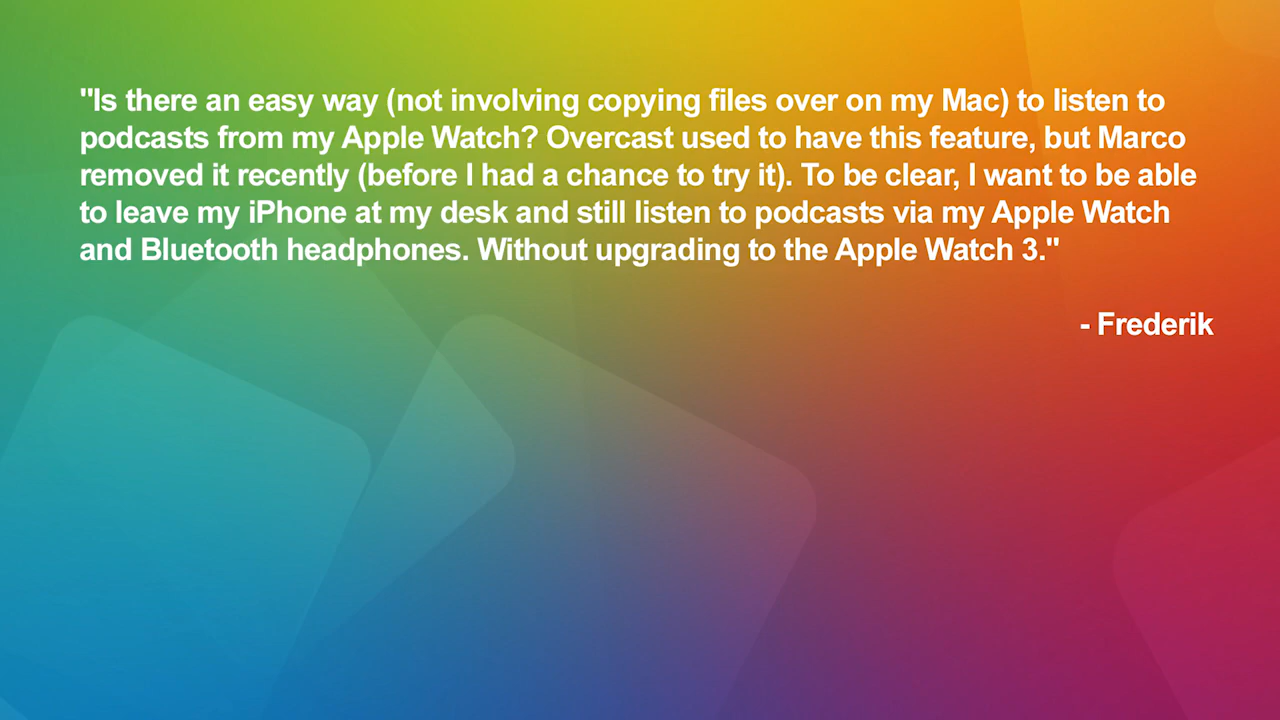 "Is there an easy way (not involving copying files over on my Mac) to listen to
podcasts from my Apple Watch? Overcast used to have this feature, but Marco
removed it recently (before I had a chance to try it). To be clear, I want to be able
to leave my iPhone at my desk and still listen to podcasts via my Apple Watch
and Bluetooth headphones. Without upgrading to the Apple Watch 3."
- Frederik